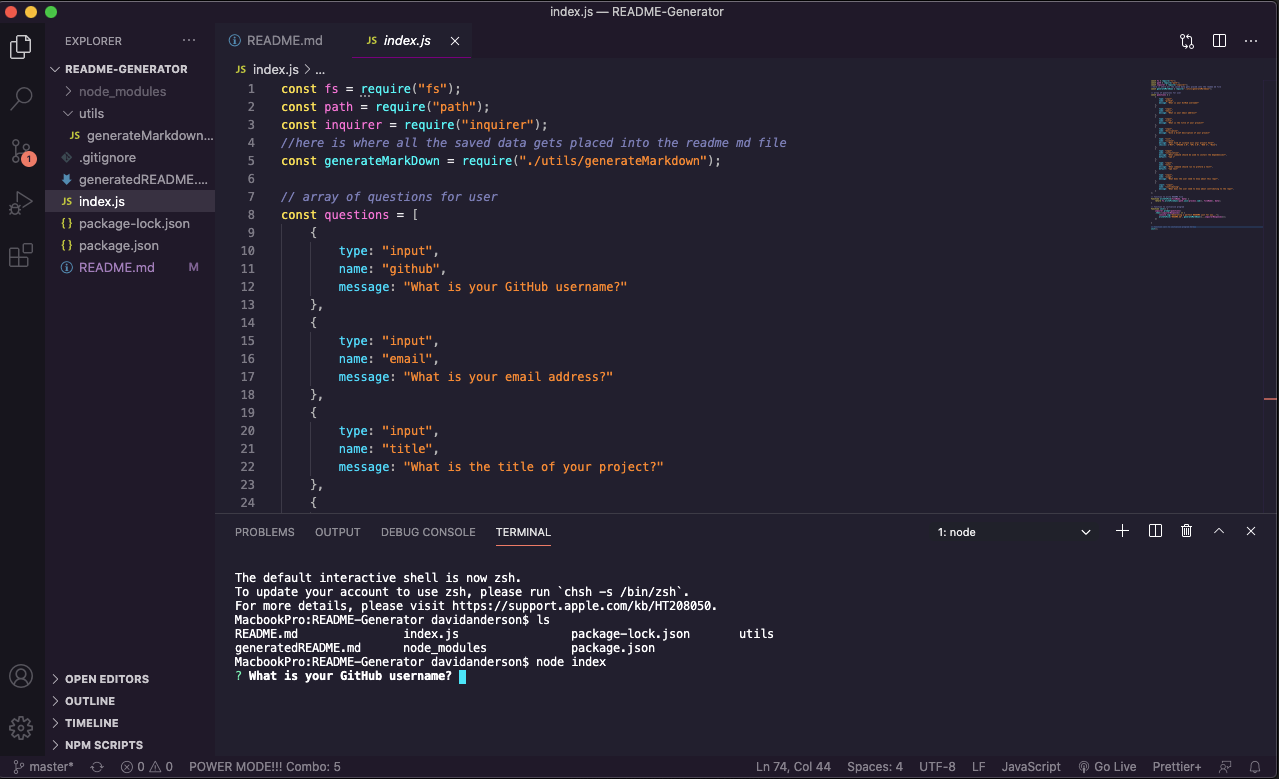 index.js — README-Generator
EXPLORER
README-GENERATOR
node_modules
utils
JS generateMarkdown...
.gitignore
generatedREADME....
JS index.js
{} package-lock.json
{} package.json
README.md M
1
OPEN EDITORS
OUTLINE
TIMELINE
NPM SCRIPTS
README.md
JS index.js
JS index.js > ...
1 const fs = require("fs");
2 const path = require("path");
3 const inquirer = require("inquirer");
4 //here is where all the saved data gets placed into the readme md file
5 const generateMarkDown = require("./utils/generateMarkdown");
6
7 // array of questions for user
8 const questions = [
9 {
10 type: "input",
11 name: "github",
12 message: "What is your GitHub username?"
13 },
14 {
15 type: "input",
16 name: "email",
17 message: "What is your email address?"
18 },
19 {
20 type: "input",
21 name: "title",
22 message: "What is the title of your project?"
23 },
24 {
PROBLEMS OUTPUT DEBUG CONSOLE TERMINAL 1: node
The default interactive shell is now zsh.
To update your account to use zsh, please run `chsh -s /bin/zsh`.
For more details, please visit https://support.apple.com/kb/HT208050.
MacbookPro:README-Generator davidanderson$ ls
README.md index.js package-lock.json utils
generatedREADME.md node_modules package.json
MacbookPro:README-Generator davidanderson$ node index
? What is your GitHub username?
master* 0 0 POWER MODE!!! Combo: 5 Ln 74, Col 44 Spaces: 4 UTF-8 LF JavaScript Go Live Prettier+